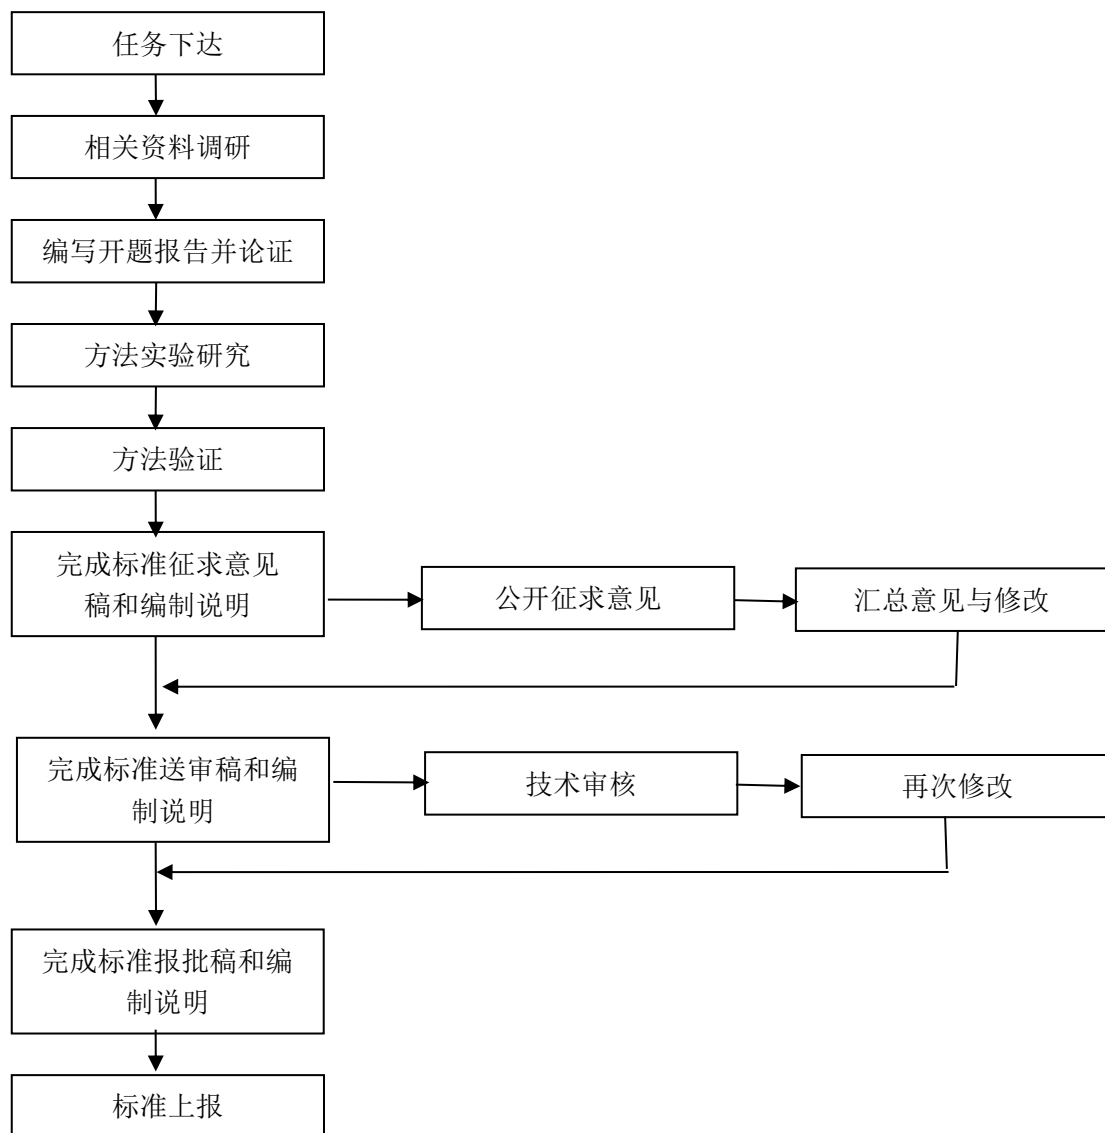 任务下达
相关资料调研
编写开题报告并论证
方法实验研究
方法验证
完成标准征求意见
稿和编制说明
公开征求意见
汇总意见与修改
完成标准送审稿和编
制说明
技术审核
再次修改
完成标准报批稿和编
制说明
标准上报